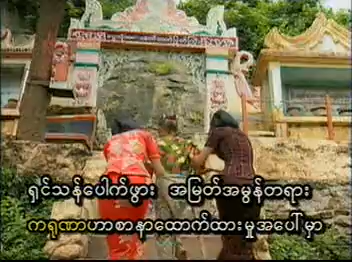 ရှင်သန်ပေါက်ဖွား အမြတ်အမွန်တရား
ကရုဏာဟာစာနာထောက်ထားမှုအပေါ်မှာ